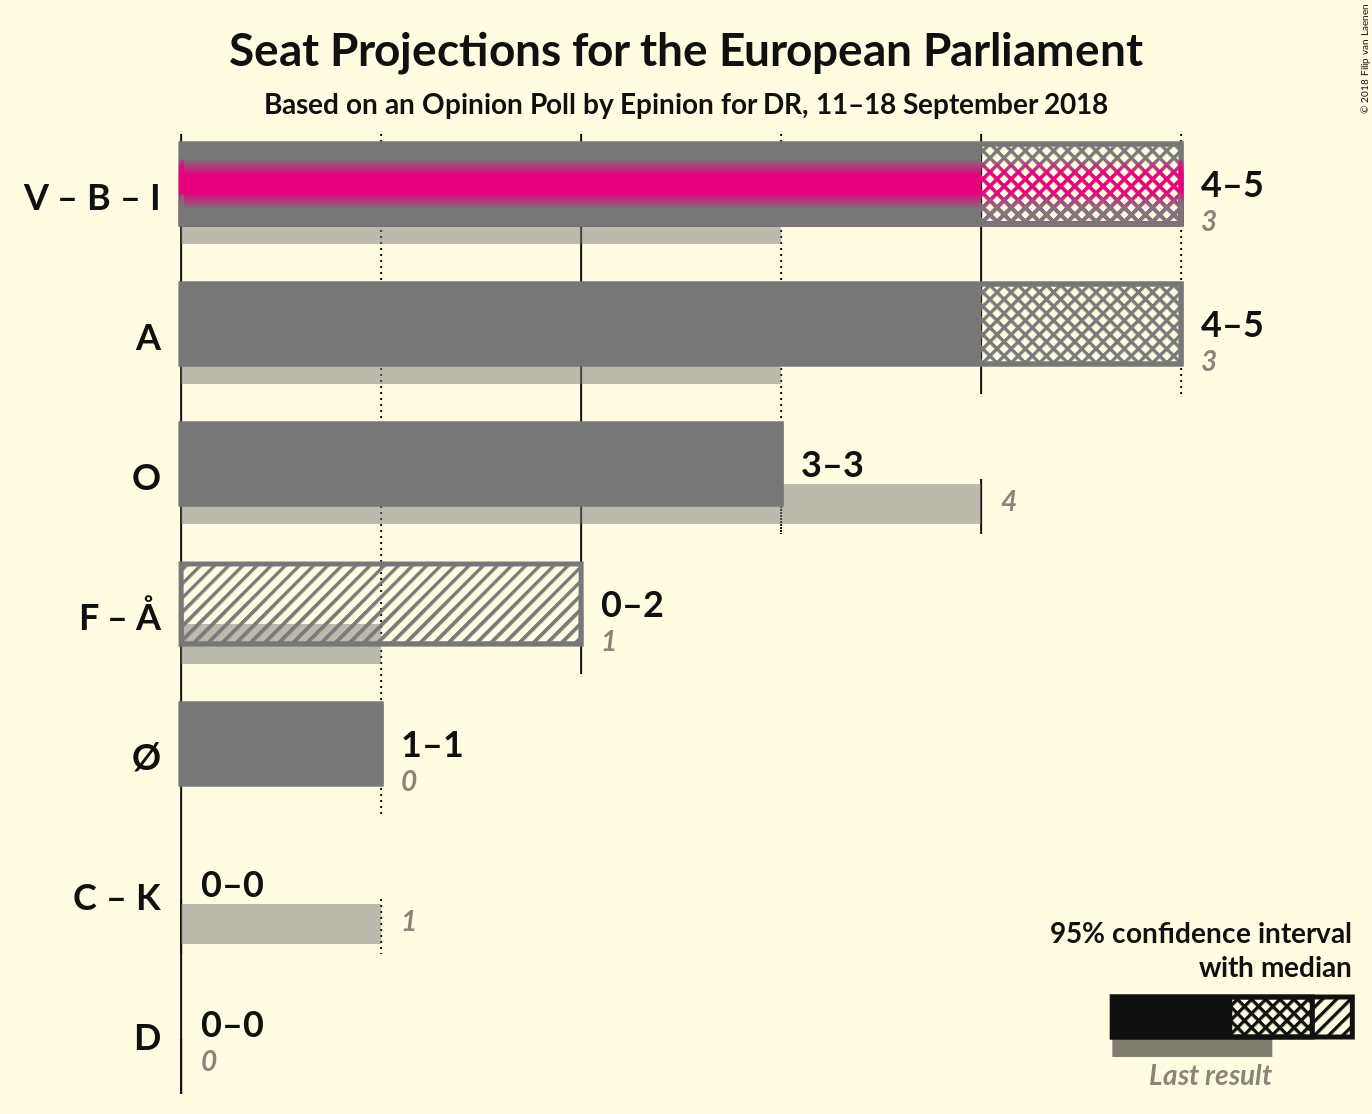 Seat Projections for the European Parliament
Based on an Opinion Poll by Epinion for DR, 11–18 September 2018
© 2018 Filip van Laenen
V – B – I
4–5
3
A
4–5
3
O
3–3
4
F – Å
0–2
1
Ø
1–1
0
C – K
0–0
1
D
0–0
0
95% confidence interval
with median
Last result